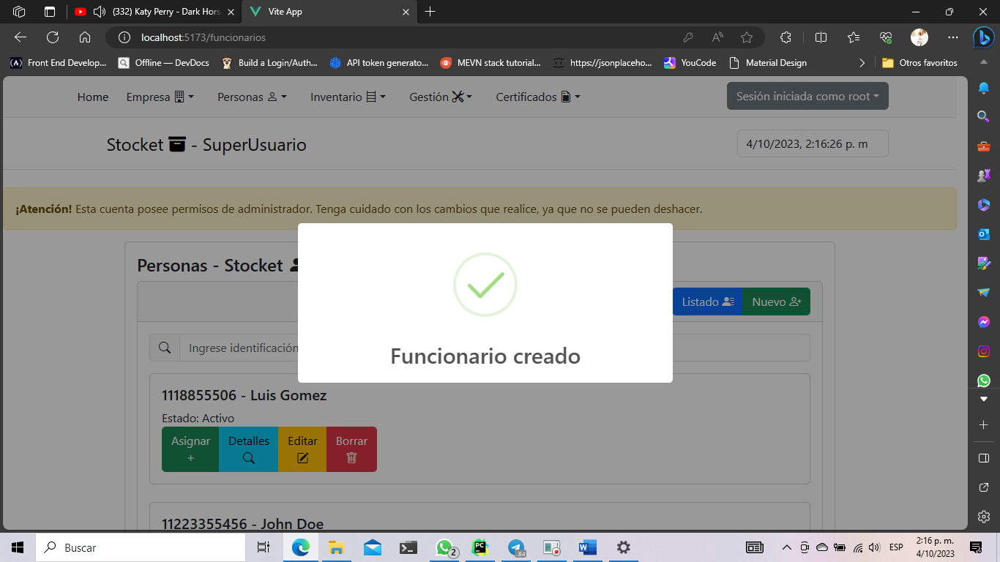 (332) Katy Perry - Dark Hors
Vite App
localhost:5173/funcionarios
Front End Develop...
Offline — DevDocs
Build a Login/Auth...
API token generato...
MEVN stack tutorial...
https://jsonplaceho...
YouCode
Material Design
Otros favoritos
Home
Empresa
Personas
Inventario
Gestión
Certificados
Sesión iniciada como root
Stocket - SuperUsuario
4/10/2023, 2:16:26 p. m
¡Atención! Esta cuenta posee permisos de administrador. Tenga cuidado con los cambios que realice, ya que no se pueden deshacer.
Personas - Stocket
Listado
Nuevo
Ingrese identificación
Funcionario creado
1118855506 - Luis Gomez
Estado: Activo
Asignar
Detalles
Editar
Borrar
11223355456 - John Doe
Buscar
2
84
ESP
2:16 p. m.
4/10/2023